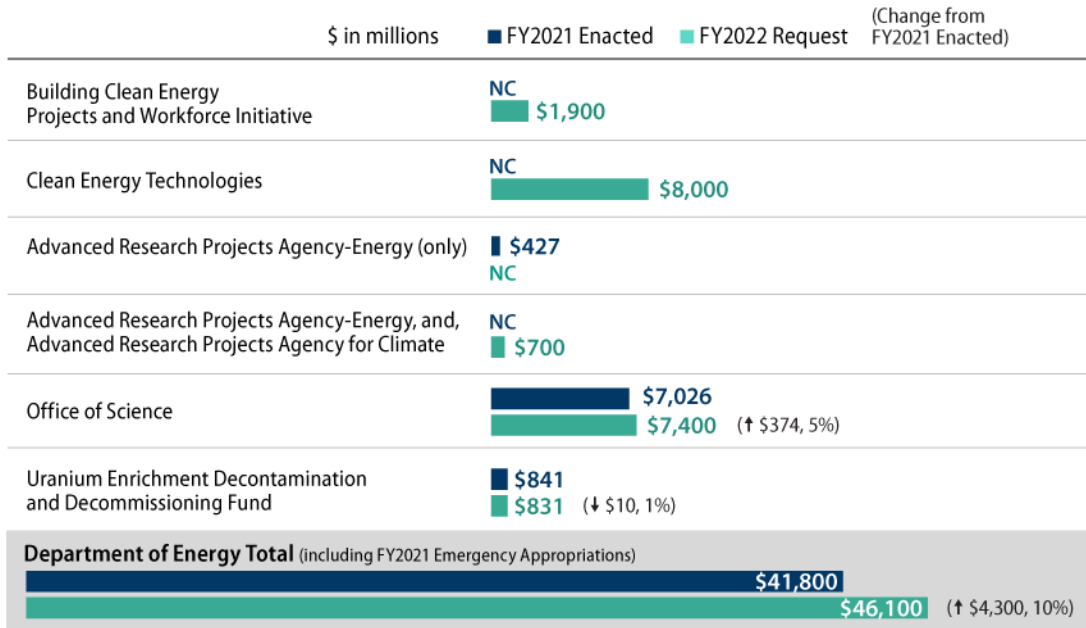 $ in millions FY2021 Enacted FY2022 Request (Change from
FY2021 Enacted)
Building Clean Energy
Projects and Workforce Initiative
NC
$1,900
Clean Energy Technologies
NC
$8,000
Advanced Research Projects Agency-Energy (only)
$427
NC
Advanced Research Projects Agency-Energy, and,
Advanced Research Projects Agency for Climate
NC
$700
Office of Science
$7,026
$7,400 (↑ $374, 5%)
Uranium Enrichment Decontamination
and Decommissioning Fund
$841
$831 (↓ $10, 1%)
Department of Energy Total (including FY2021 Emergency Appropriations)
$41,800
$46,100 (↑ $4,300, 10%)